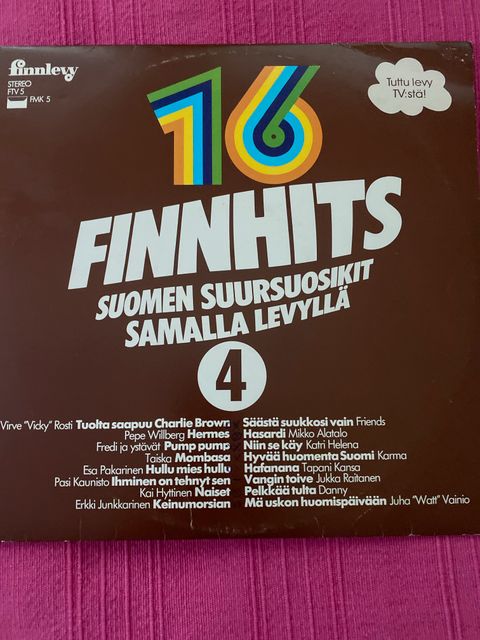 finnlevy
STEREO
FTV 5
FMK 5
Tuttu levy
TV:stä!
16
FINNHITS
SUOMEN SUURSUOSIKIT
SAMALLA LEVYLLÄ
4
Virve "Vicky" Rosti Tuolta saapuu Charlie Brown
Pepe Willberg Hermes
Fredi ja ystävät Pump pump
Taiska Mombasa
Esa Pakarinen Hullu mies hullu
Pasi Kaunisto Ihminen on tehnyt sen
Kai Hyttinen Naiset
Erkki Junkkarinen Keinumorsian
Säästä suukkosi vain Friends
Hasardi Mikko Alatalo
Niin se käy Katri Helena
Hyvää huomenta Suomi Karma
Hafanana Tapani Kansa
Vangin toive Jukka Raitanen
Pelkkää tulta Danny
Mä uskon huomispäivään Juha "Watt" Vainio